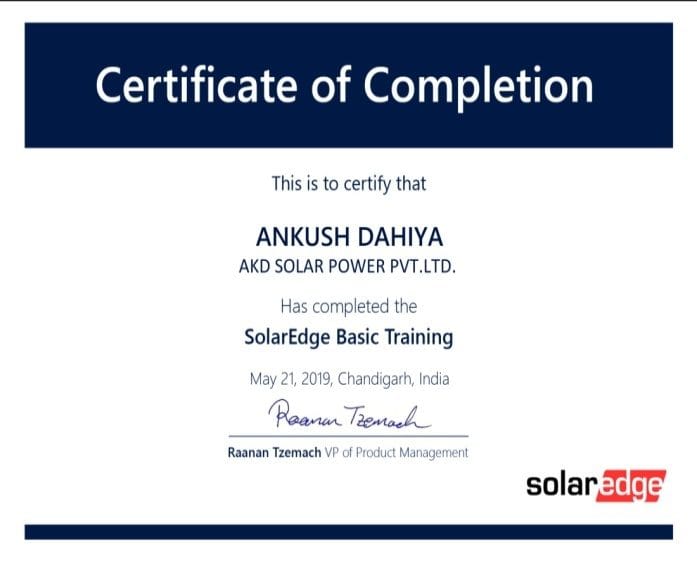 Certificate of Completion
This is to certify that
ANKUSH DAHIYA
AKD SOLAR POWER PVT.LTD.
Has completed the
SolarEdge Basic Training
May 21, 2019, Chandigarh, India
Raanan Tzemach
Raanan Tzemach VP of Product Management
solaredge